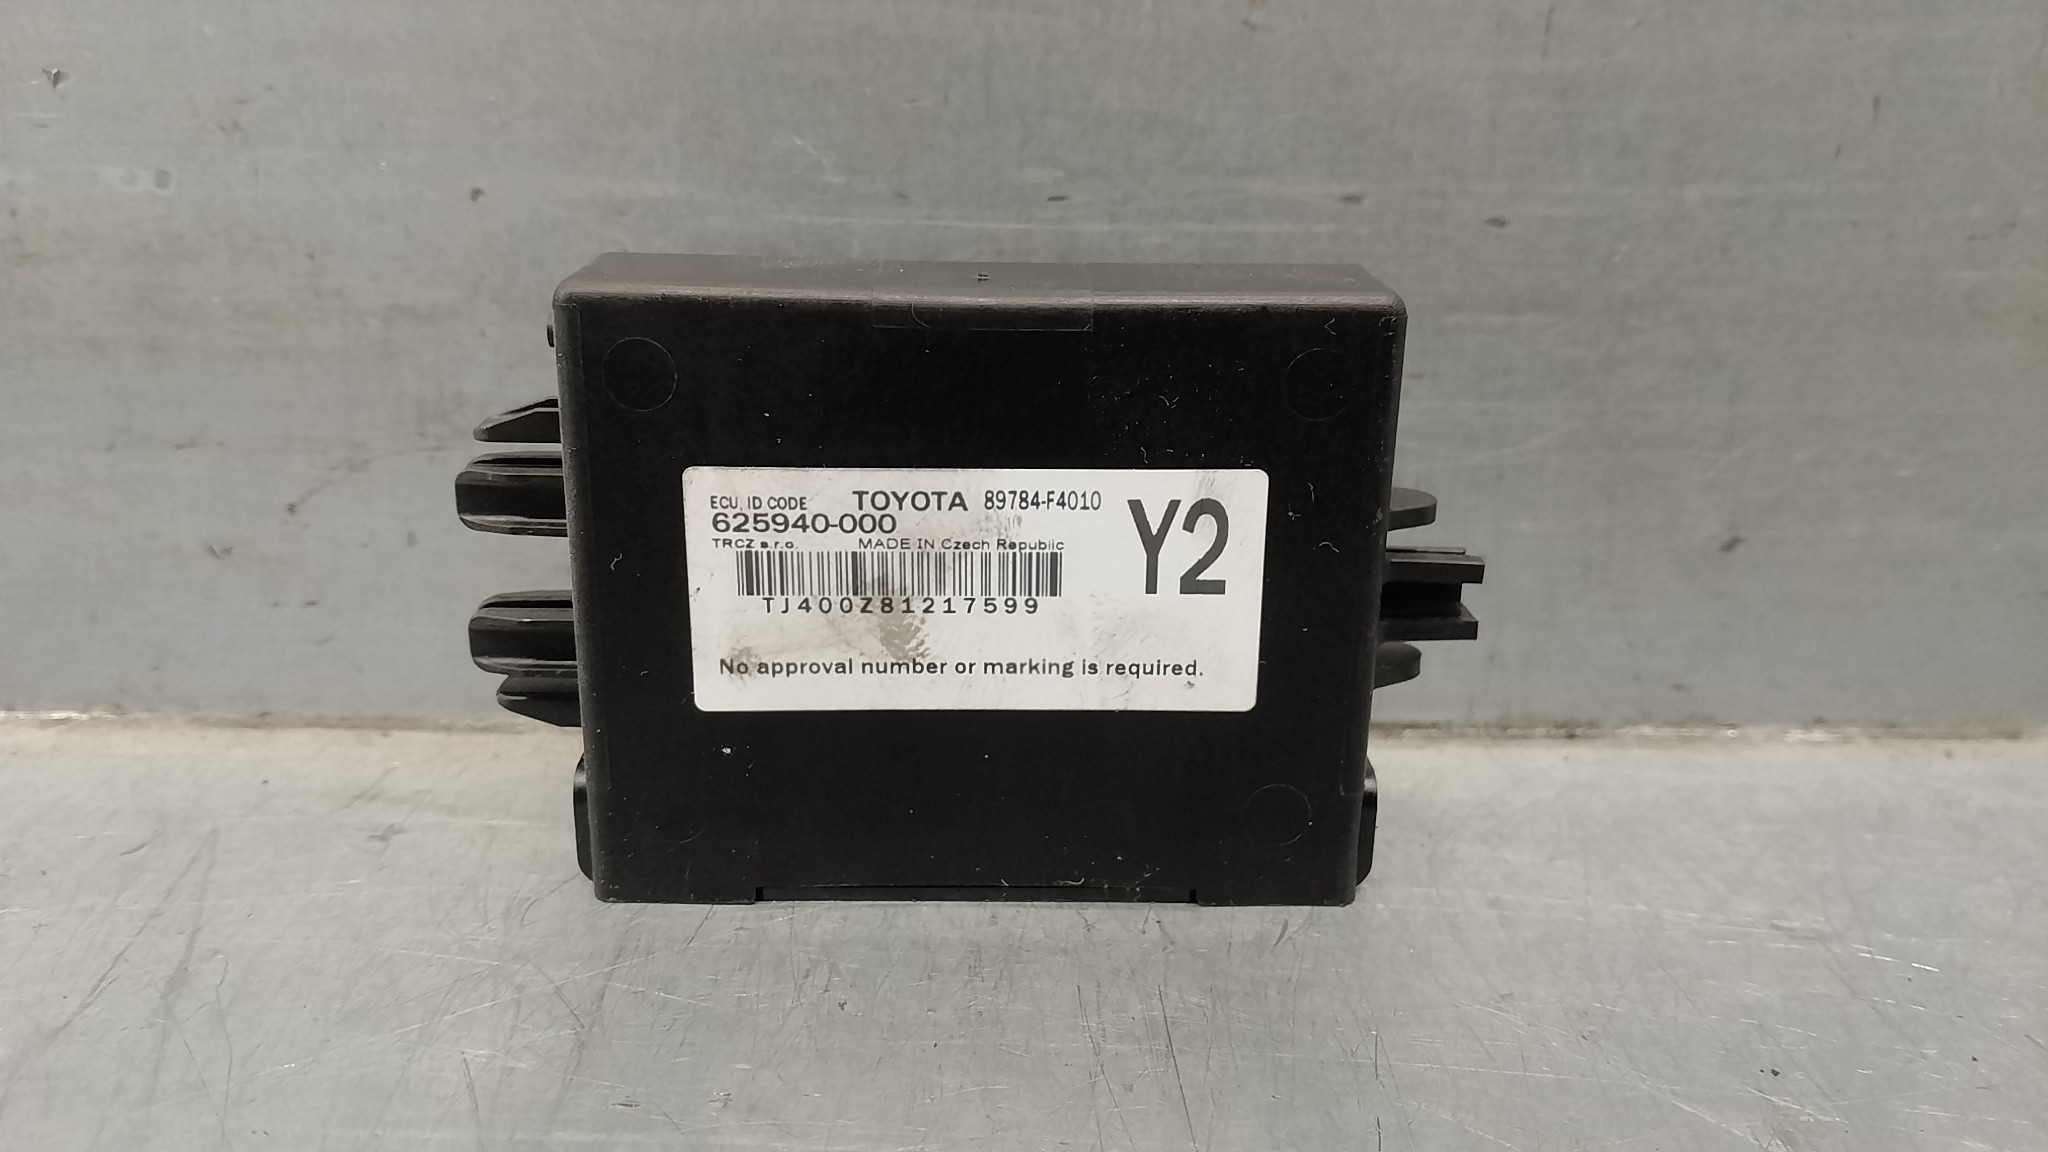 ECU. ID CODE TOYOTA 89784-F4010
625940-000 Y2
TRCZ s.r.o. MADE IN Czech Republic
TJ400Z81217599
No approval number or marking is required.